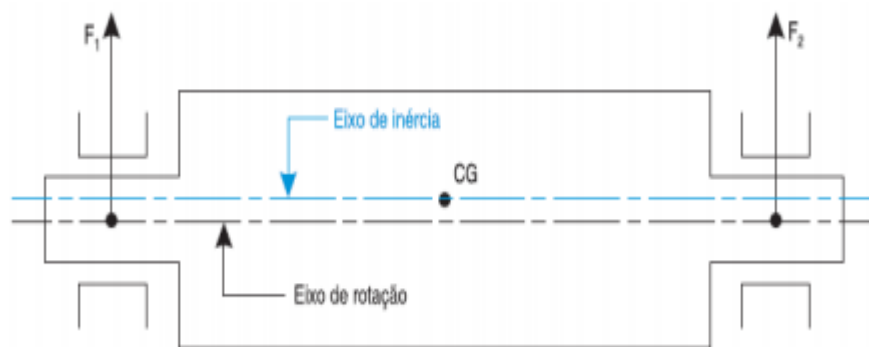 F₁
F₂
Eixo de inércia
CG
Eixo de rotação